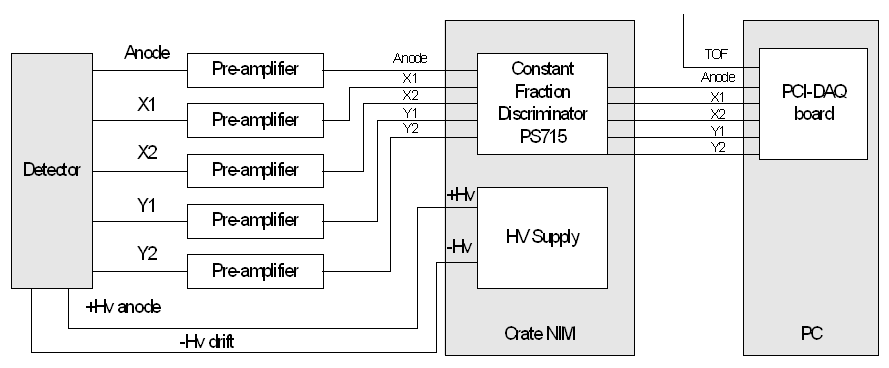 Detector
Anode
X1
X2
Y1
Y2
Pre-amplifier
Pre-amplifier
Pre-amplifier
Pre-amplifier
Pre-amplifier
+Hv anode
-Hv drift
Anode
X1
X2
Y1
Y2
Constant
Fraction
Discriminator
PS715
+Hv
-Hv
HV Supply
Crate NIM
TOF
Anode
X1
X2
Y1
Y2
PCI-DAQ
board
PC